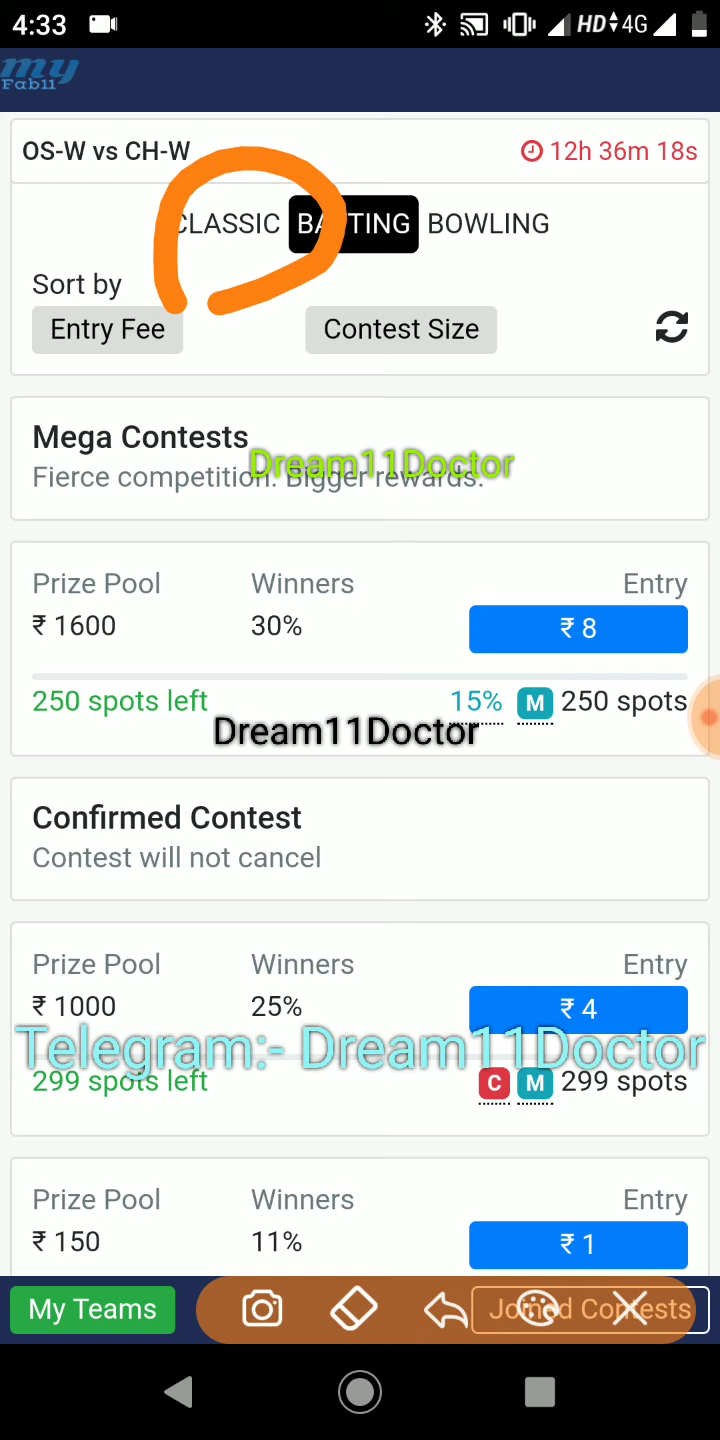 4:33 HD 4G
my
Fab11
OS-W vs CH-W 12h 36m 18s
CLASSIC BATTING BOWLING
Sort by
Entry Fee Contest Size
Mega Contests
Dream11Doctor
Fierce competition. Bigger rewards.
Prize Pool Winners Entry
₹ 1600 30% ₹ 8
250 spots left 15% M 250 spots
Dream11Doctor
Confirmed Contest
Contest will not cancel
Prize Pool Winners Entry
₹ 1000 25% ₹ 4
Telegram:- Dream11Doctor
299 spots left C M 299 spots
Prize Pool Winners Entry
₹ 150 11% ₹ 1
My Teams Joined Contests